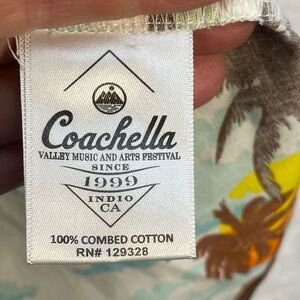 Coachella
VALLEY MUSIC AND ARTS FESTIVAL
SINCE
1999
INDIO
CA
100% COMBED COTTON
RN# 129328